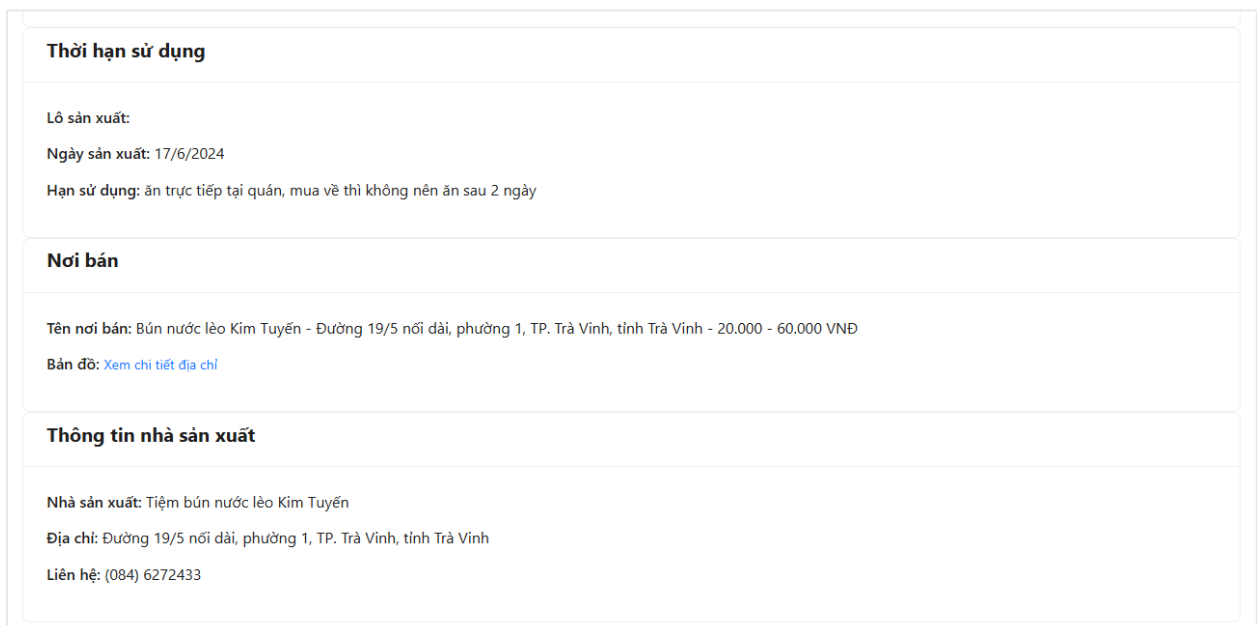 Thời hạn sử dụng
Lô sản xuất:
Ngày sản xuất: 17/6/2024
Hạn sử dụng: ăn trực tiếp tại quán, mua về thì không nên ăn sau 2 ngày
Nơi bán
Tên nơi bán: Bún nước lèo Kim Tuyến - Đường 19/5 nối dài, phường 1, TP. Trà Vinh, tỉnh Trà Vinh - 20.000 - 60.000 VNĐ
Bản đồ: Xem chi tiết địa chỉ
Thông tin nhà sản xuất
Nhà sản xuất: Tiệm bún nước lèo Kim Tuyến
Địa chỉ: Đường 19/5 nối dài, phường 1, TP. Trà Vinh, tỉnh Trà Vinh
Liên hệ: (084) 6272433